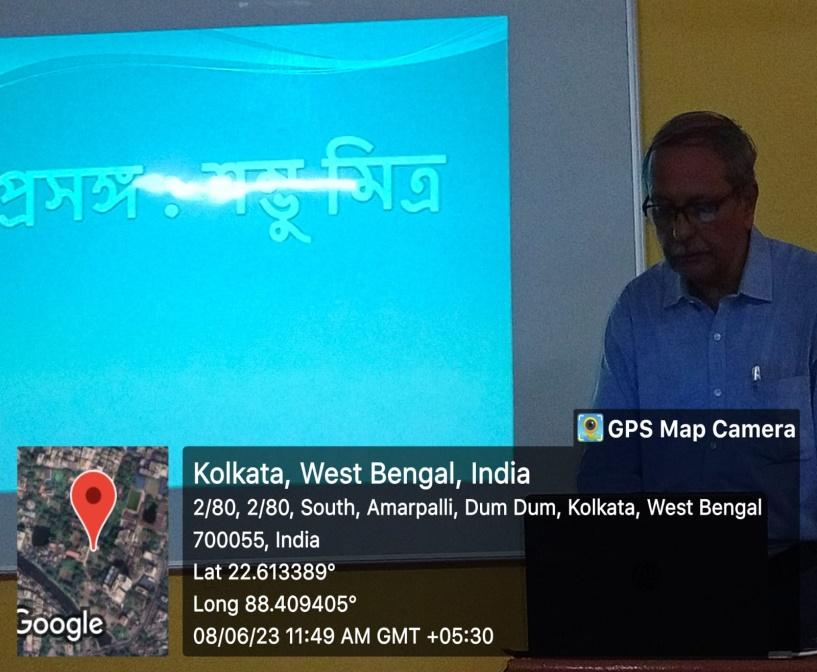 প্রসঙ্গ : শম্ভু মিত্র
GPS Map Camera
Kolkata, West Bengal, India
2/80, 2/80, South, Amarpalli, Dum Dum, Kolkata, West Bengal
700055, India
Lat 22.613389°
Long 88.409405°
08/06/23 11:49 AM GMT +05:30
Google